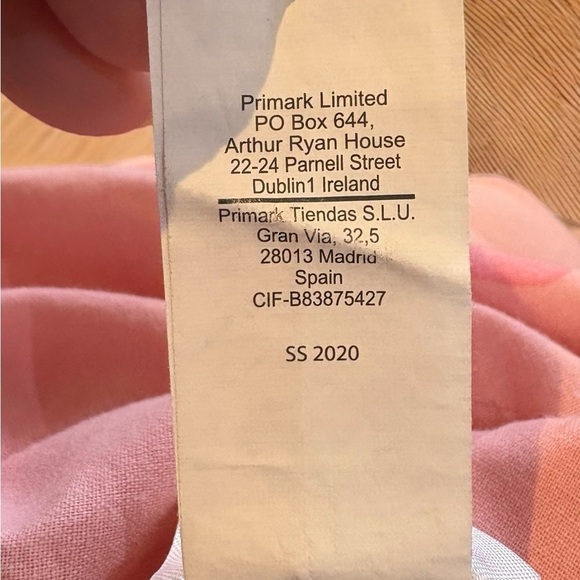 Primark Limited
PO Box 644,
Arthur Ryan House
22-24 Parnell Street
Dublin1 Ireland
Primark Tiendas S.L.U.
Gran Via, 32,5
28013 Madrid
Spain
CIF-B83875427
SS 2020